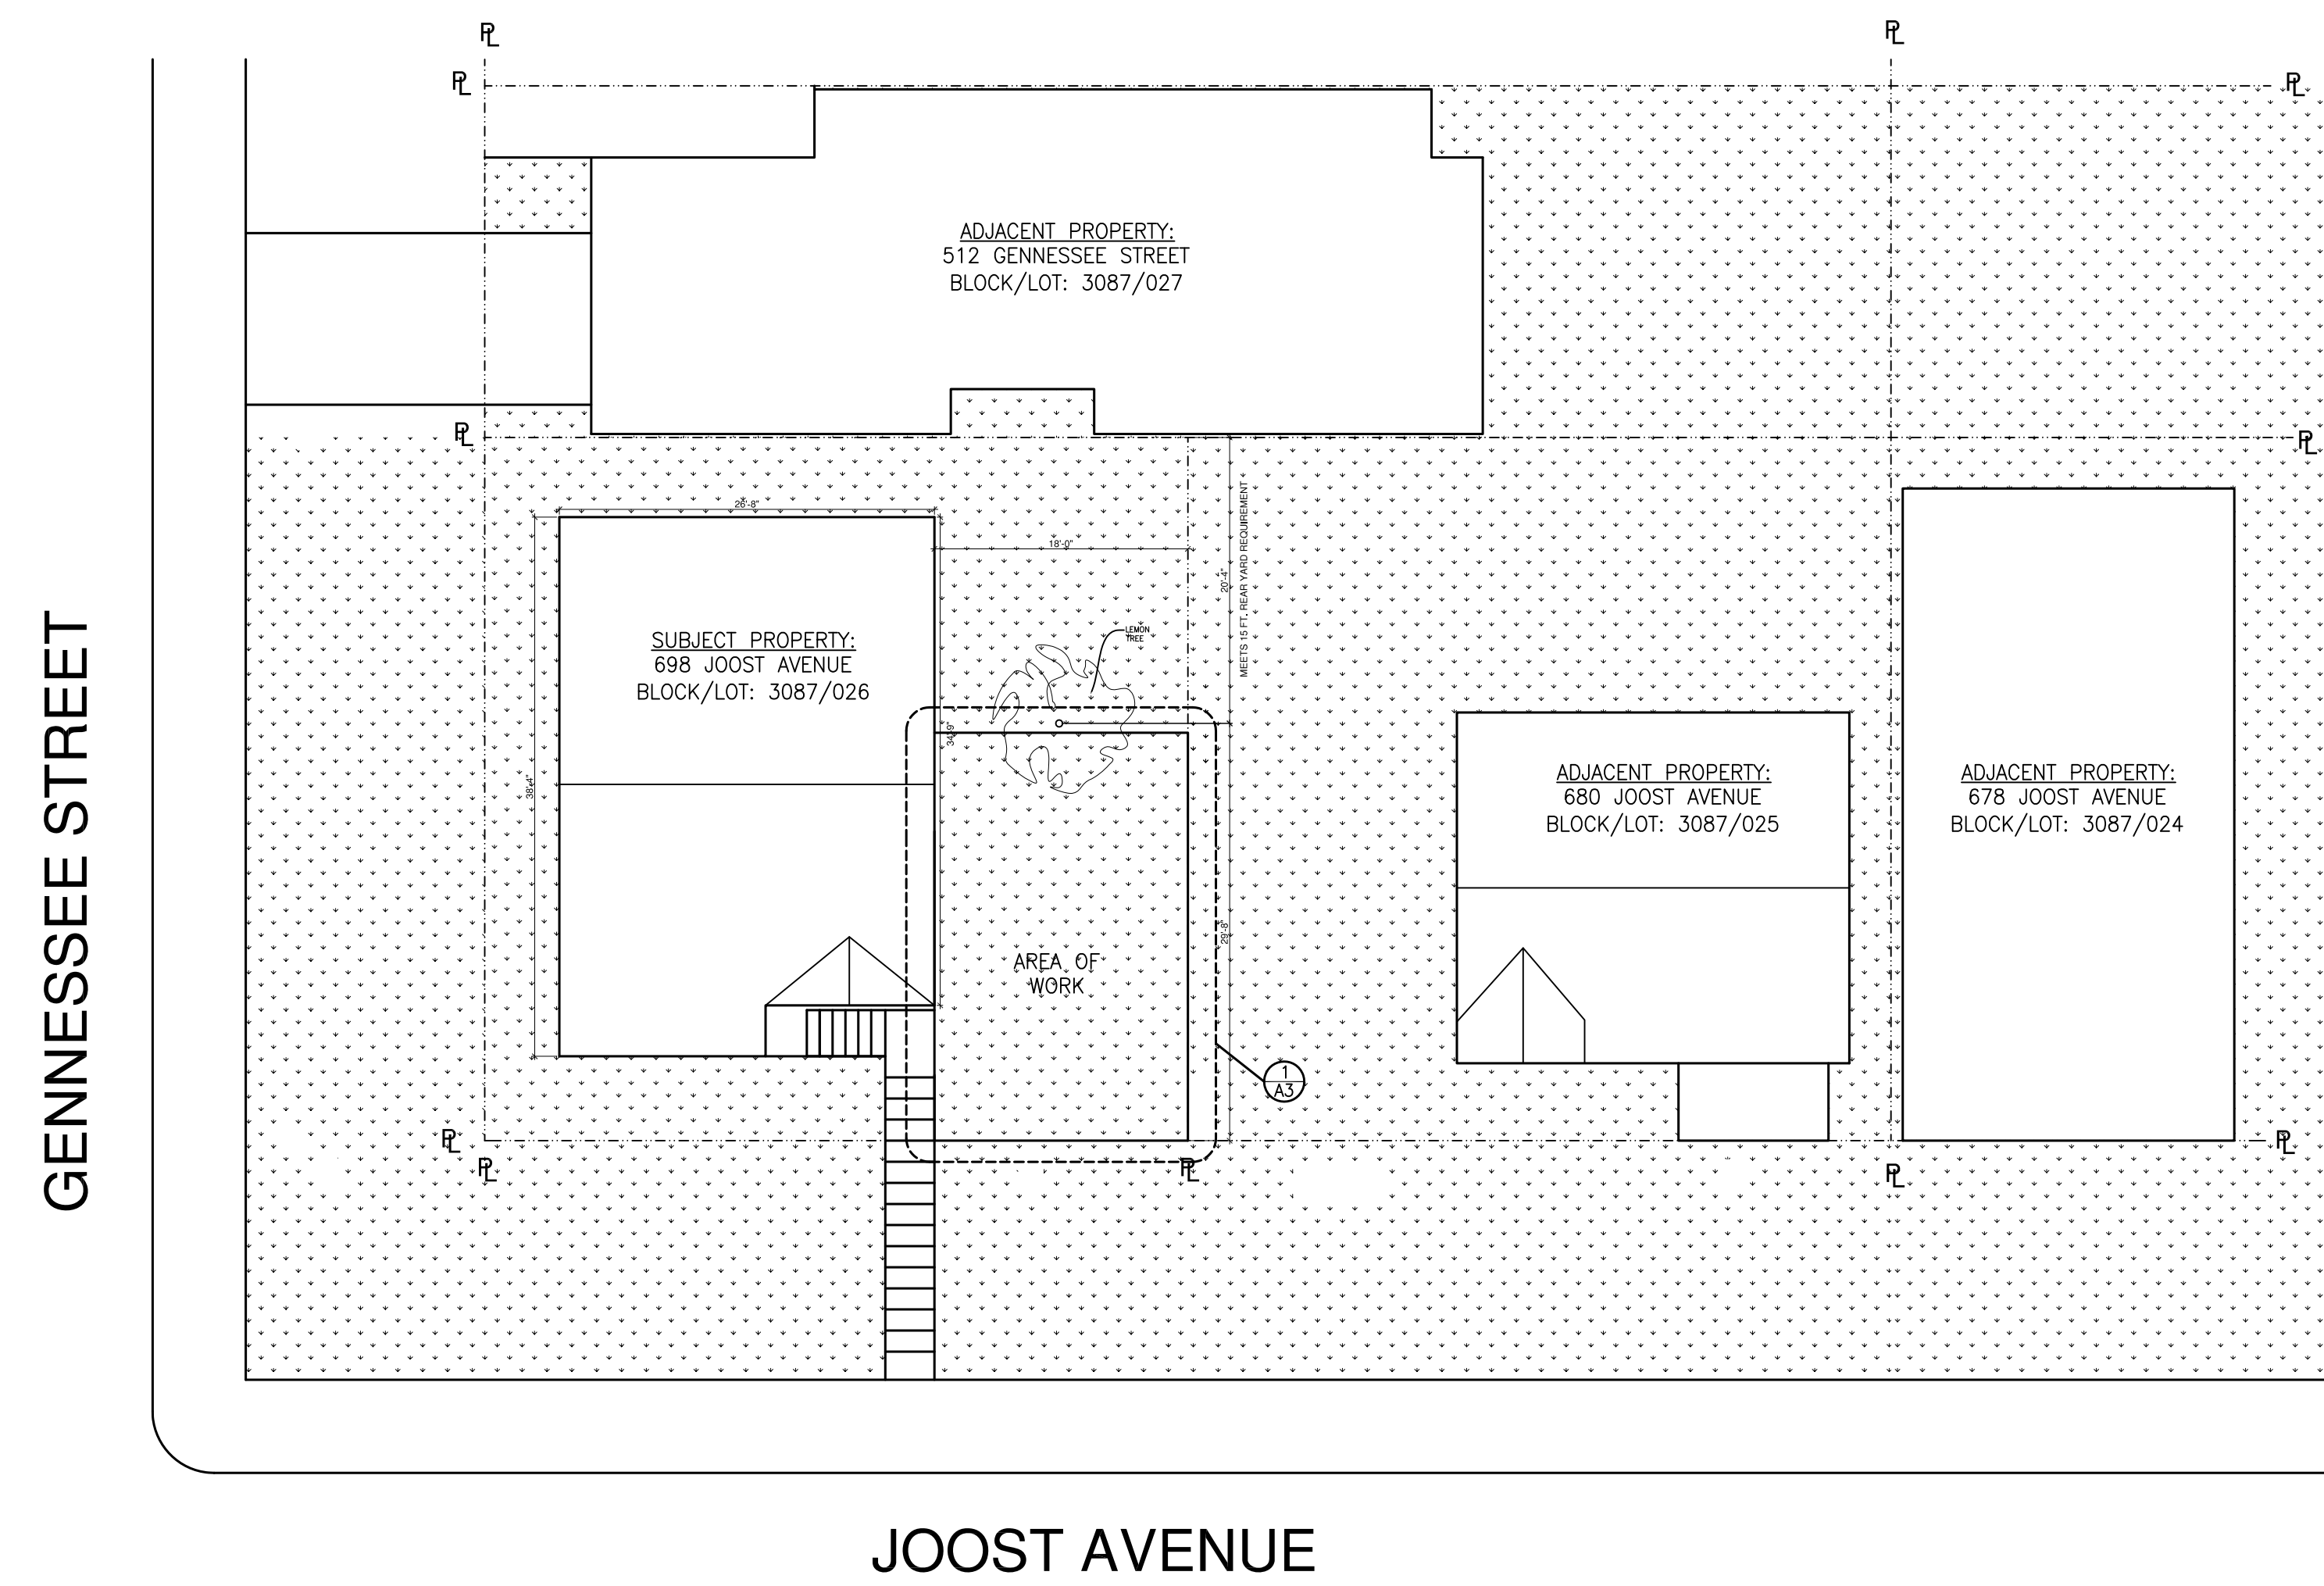 PL
PL
PL
PL
ADJACENT PROPERTY:
512 GENNESSEE STREET
BLOCK/LOT: 3087/027
PL
PL
26'-8"
18'-0"
20'-4"
MEETS 15 FT. REAR YARD REQUIREMENT
LEMON
TREE
SUBJECT PROPERTY:
698 JOOST AVENUE
BLOCK/LOT: 3087/026
34'-9"
38'-4"
ADJACENT PROPERTY:
680 JOOST AVENUE
BLOCK/LOT: 3087/025
ADJACENT PROPERTY:
678 JOOST AVENUE
BLOCK/LOT: 3087/024
GENNESSEE STREET
29'-8"
AREA OF
WORK
1
A3
PL
PL
PL
PL
PL
JOOST AVENUE